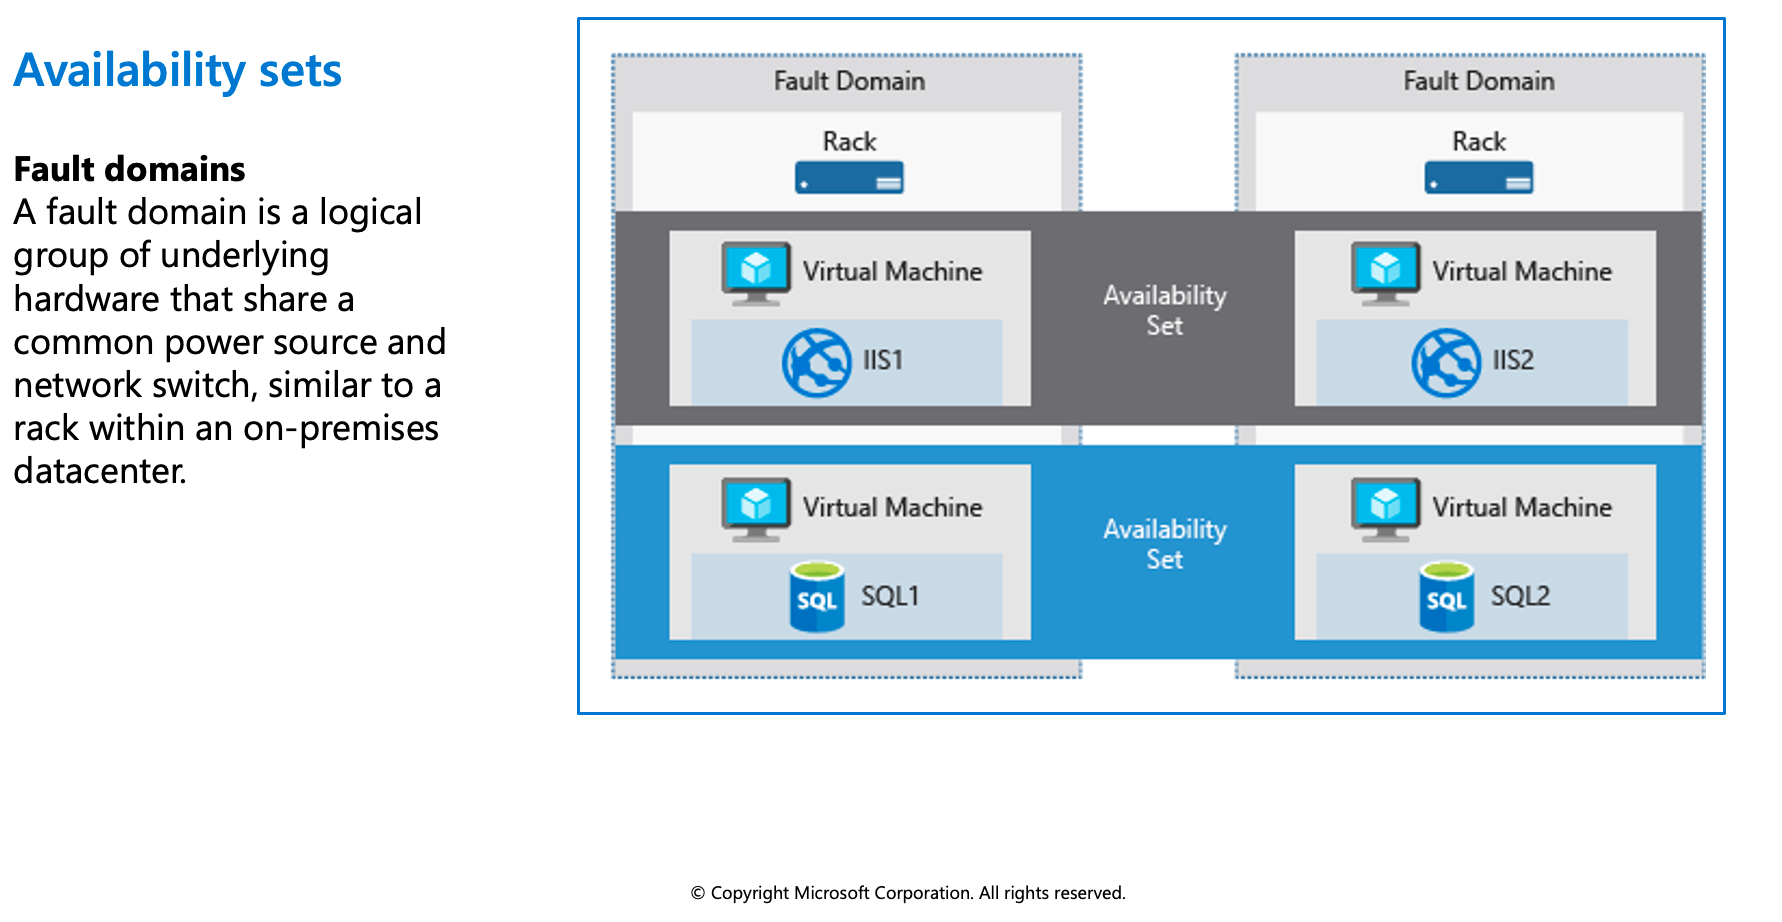 Availability sets
Fault domains
A fault domain is a logical
group of underlying
hardware that share a
common power source and
network switch, similar to a
rack within an on-premises
datacenter.
Fault Domain
Rack
Virtual Machine
IIS1
Availability
Set
Fault Domain
Rack
Virtual Machine
IIS2
Virtual Machine
SQL SQL1
Availability
Set
Virtual Machine
SQL SQL2
© Copyright Microsoft Corporation. All rights reserved.